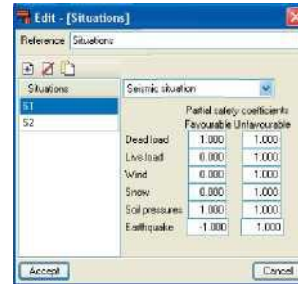 Edit - [Situations]
Reference Situations
Situations
S1
S2
Seismic situation
Partial safety coefficients
Favourable Unfavourable
Dead load 1.000 1.000
Live load 0.000 1.000
Wind 0.000 1.000
Snow 0.000 1.000
Soil pressures 1.000 1.000
Earthquake -1.000 1.000
Accept Cancel